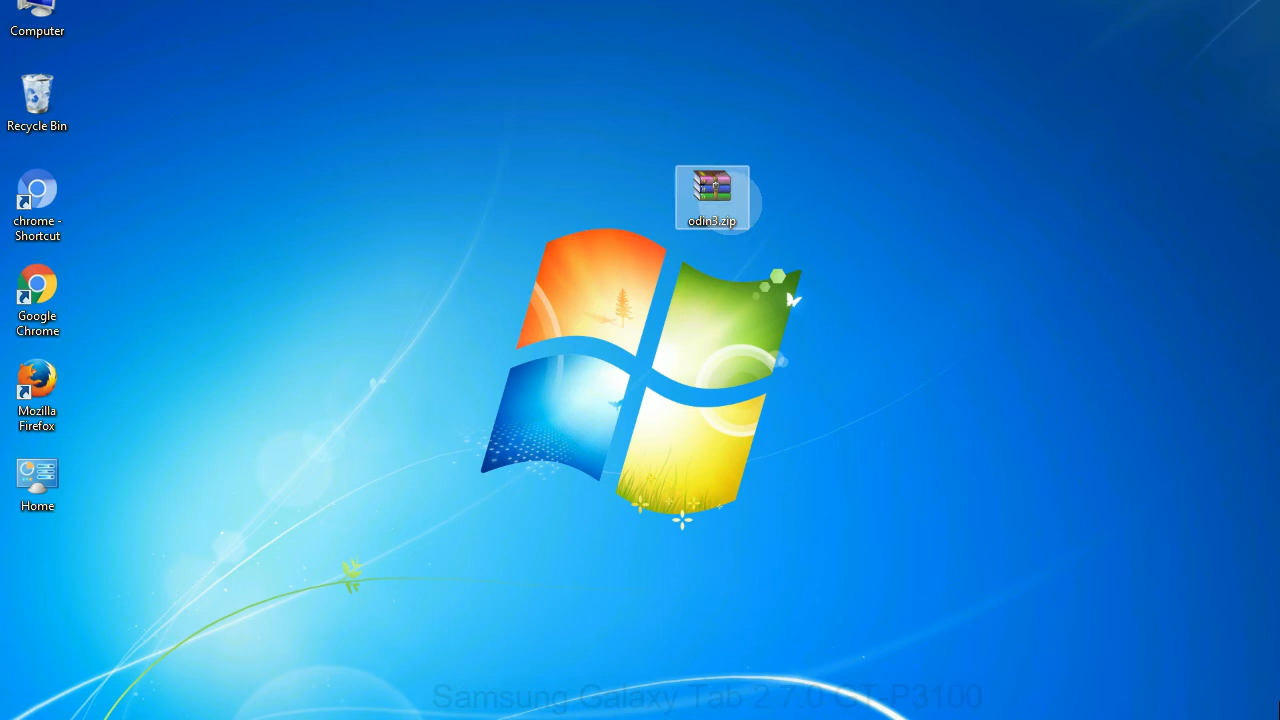 Computer
Recycle Bin
chrome -
Shortcut
Google
Chrome
Mozilla
Firefox
Home
odin3.zip
Samsung Galaxy Tab 2 7.0 GT-P3100